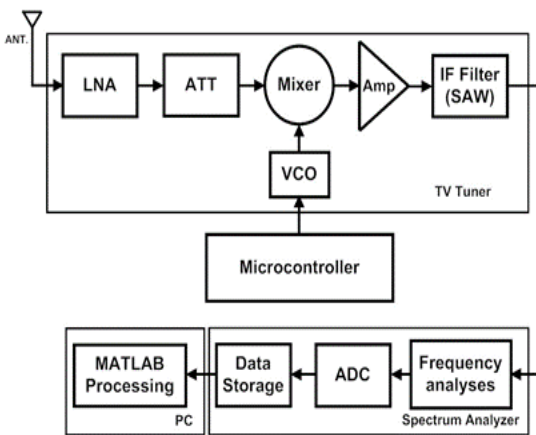 ANT.
LNA
ATT
Mixer
Amp
IF Filter
(SAW)
VCO
TV Tuner
Microcontroller
MATLAB
Processing
Data
Storage
ADC
Frequency
analyses
PC
Spectrum Analyzer